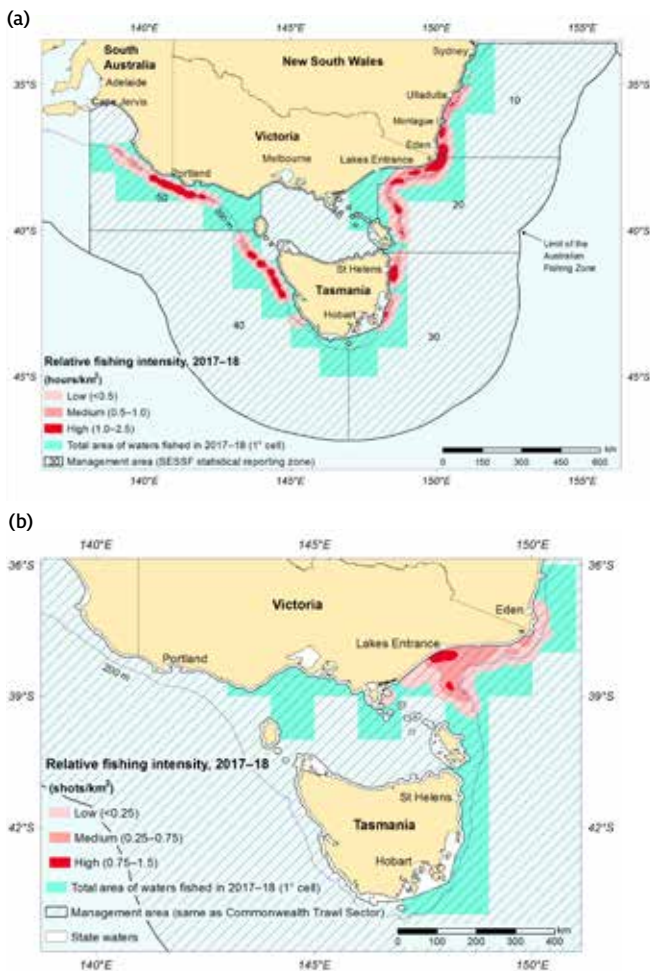 (a)
140°E 145°E 150°E 155°E
South
Australia
Adelaide
Cape Jervis
New South Wales
Sydney
Ulladulla
Montague
Eden
35°S
35°S
10
Victoria
Melbourne
Lakes Entrance
Portland
50
200 m
20
40°S
40°S
Limit of the
Australian
Fishing Zone
St Helens
Tasmania
Hobart
40
30
Relative fishing intensity, 2017–18
(hours/km²)
Low (<0.5)
Medium (0.5–1.0)
High (1.0–2.5)
Total area of waters fished in 2017–18 (1° cell)
30 Management area (SESSF statistical reporting zone)
45°S
45°S
km
0 150 300 450 600
140°E 145°E 150°E 155°E
(b)
140°E 145°E 150°E
36°S
36°S
Victoria
Eden
Lakes Entrance
Portland
200 m
39°S
39°S
Relative fishing intensity, 2017–18
(shots/km²)
Low (<0.25)
Medium (0.25–0.75)
High (0.75–1.5)
Total area of waters fished in 2017–18 (1° cell)
Management area (same as Commonwealth Trawl Sector)
State waters
St Helens
Tasmania
Hobart
42°S
42°S
km
0 100 200 300 400
140°E 145°E 150°E